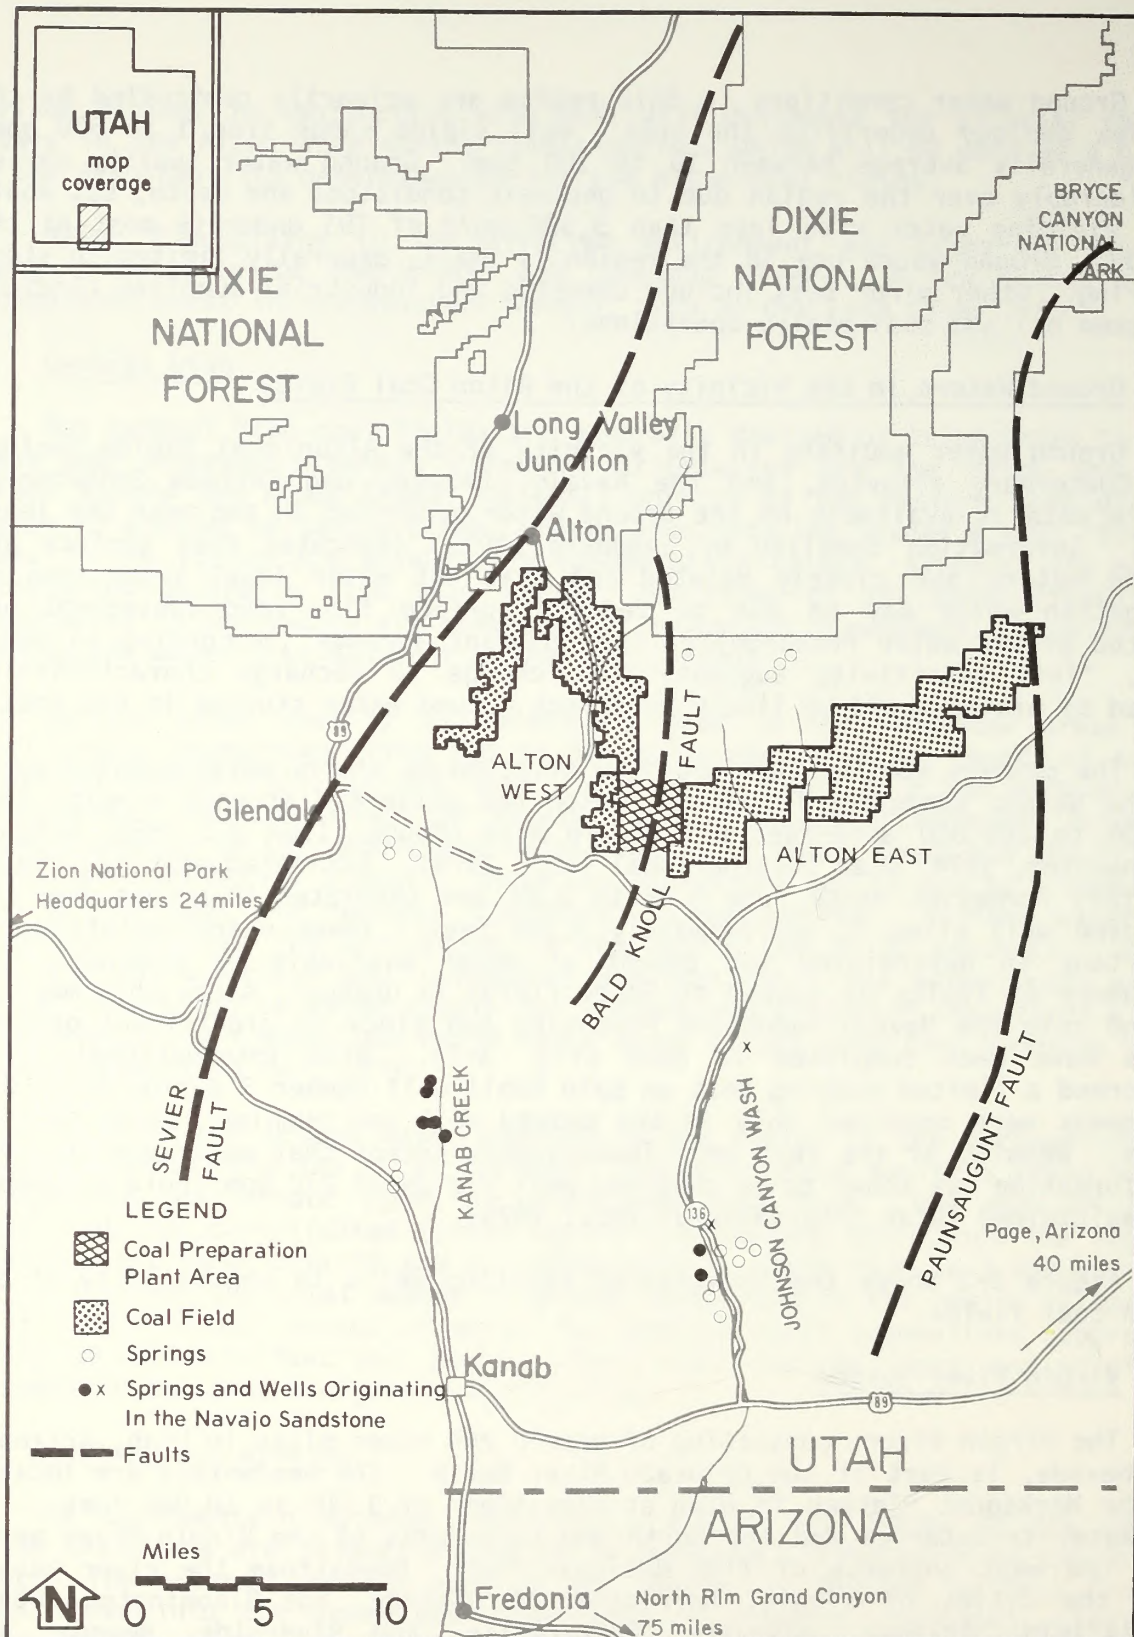 UTAH
map
coverage
DIXIE
NATIONAL
FOREST
DIXIE
NATIONAL
FOREST
BRYCE
CANYON
NATIONAL
PARK
Long Valley
Junction
Alton
89
ALTON
WEST
FAULT
Glendale
ALTON EAST
Zion National Park
Headquarters 24 miles
BALD KNOLL
SEVIER
FAULT
KANAB CREEK
JOHNSON CANYON WASH
PAUNSAUGUNT FAULT
136
Page, Arizona
40 miles
LEGEND
Coal Preparation
Plant Area
Coal Field
Springs
x Springs and Wells Originating
In the Navajo Sandstone
Faults
Kanab
89
UTAH
ARIZONA
Miles
N
0 5 10
Fredonia
North Rim Grand Canyon
75 miles